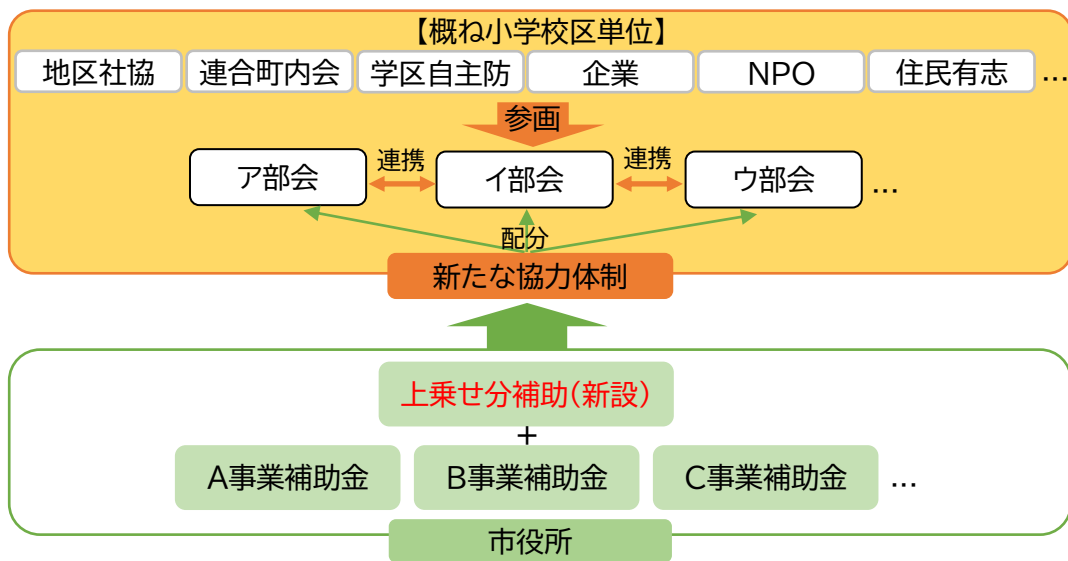 【概ね小学校区単位】
地区社協 連合町内会 学区自主防 企業 NPO 住民有志 …
参画
ア部会 連携 イ部会 連携 ウ部会 …
配分
新たな協力体制
上乗せ分補助(新設)
+
A事業補助金 B事業補助金 C事業補助金 …
市役所